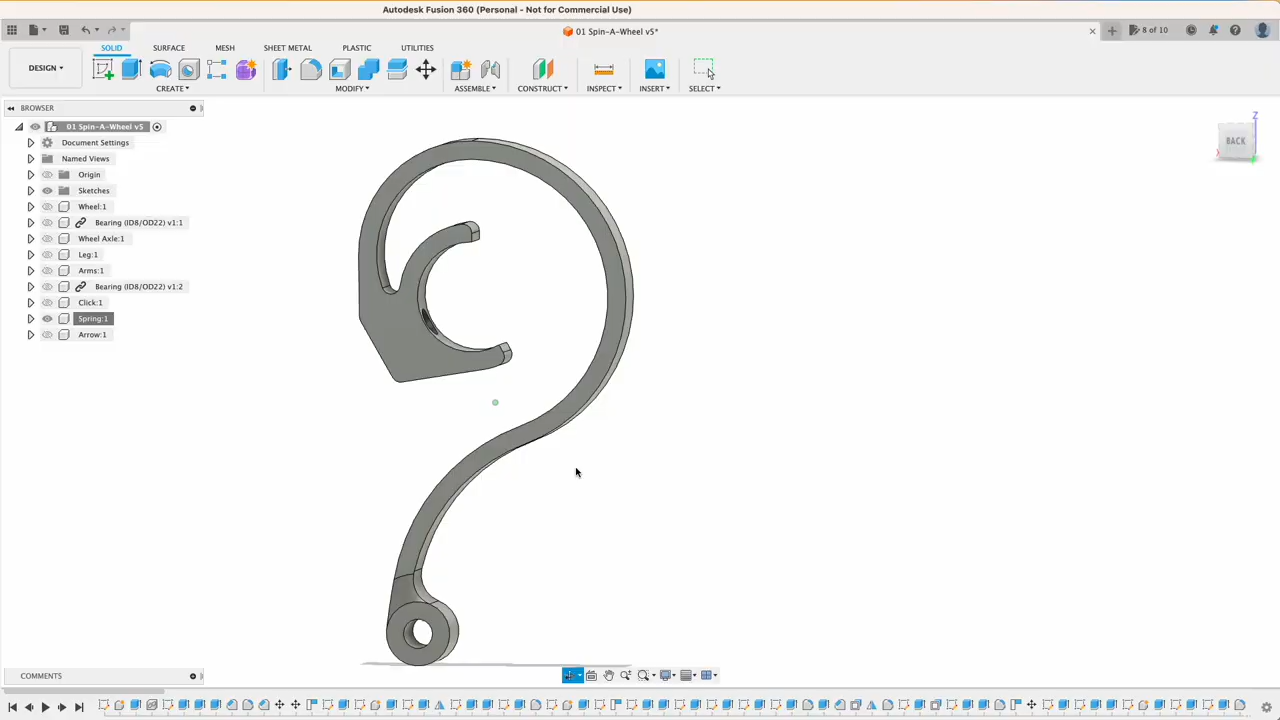 Autodesk Fusion 360 (Personal - Not for Commercial Use)
01 Spin-A-Wheel v5*
8 of 10
DESIGN
SOLID SURFACE MESH SHEET METAL PLASTIC UTILITIES
CREATE MODIFY ASSEMBLE CONSTRUCT INSPECT INSERT SELECT
BROWSER
01 Spin-A-Wheel v5
Document Settings
Named Views
Origin
Sketches
Wheel:1
Bearing (ID8/OD22) v1:1
Wheel Axle:1
Leg:1
Arms:1
Bearing (ID8/OD22) v1:2
Click:1
Spring:1
Arrow:1
Z
BACK
X
COMMENTS